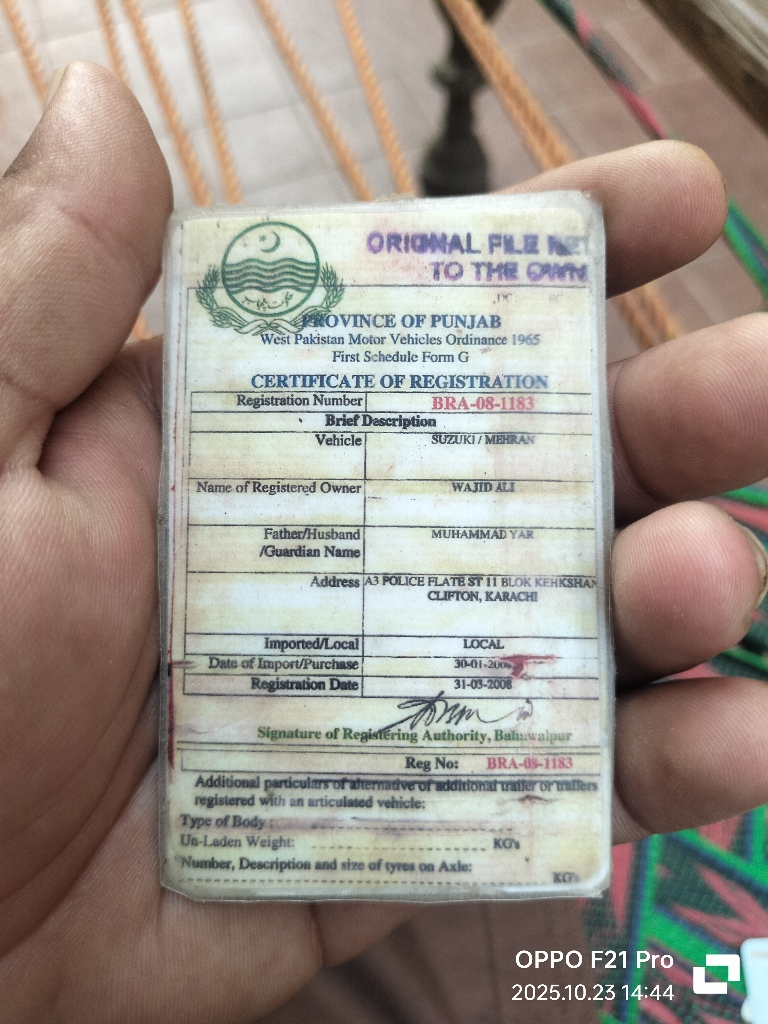 ORIGNAL FILE RET
TO THE OWN
PROVINCE OF PUNJAB
West Pakistan Motor Vehicles Ordinance 1965
First Schedule Form G
CERTIFICATE OF REGISTRATION
Registration Number BRA-08-1183
Brief Description
Vehicle SUZUKI / MEHRAN
Name of Registered Owner WAJID ALI
Father/Husband MUHAMMAD YAR
/Guardian Name
Address A3 POLICE FLATE ST 11 BLOK KEHKSHAN
CLIFTON, KARACHI
Imported/Local LOCAL
Date of Import/Purchase 30-01-2008
Registration Date 31-03-2008
Signature of Registering Authority, Bahawalpur
Reg No: BRA-08-1183
Additional particulars of alternative of additional trailer or trailers
registered with an articulated vehicle:
Type of Body :
Un-Laden Weight: KG's
Number, Description and size of tyres on Axle:
KG's
OPPO F21 Pro
2025.10.23 14:44